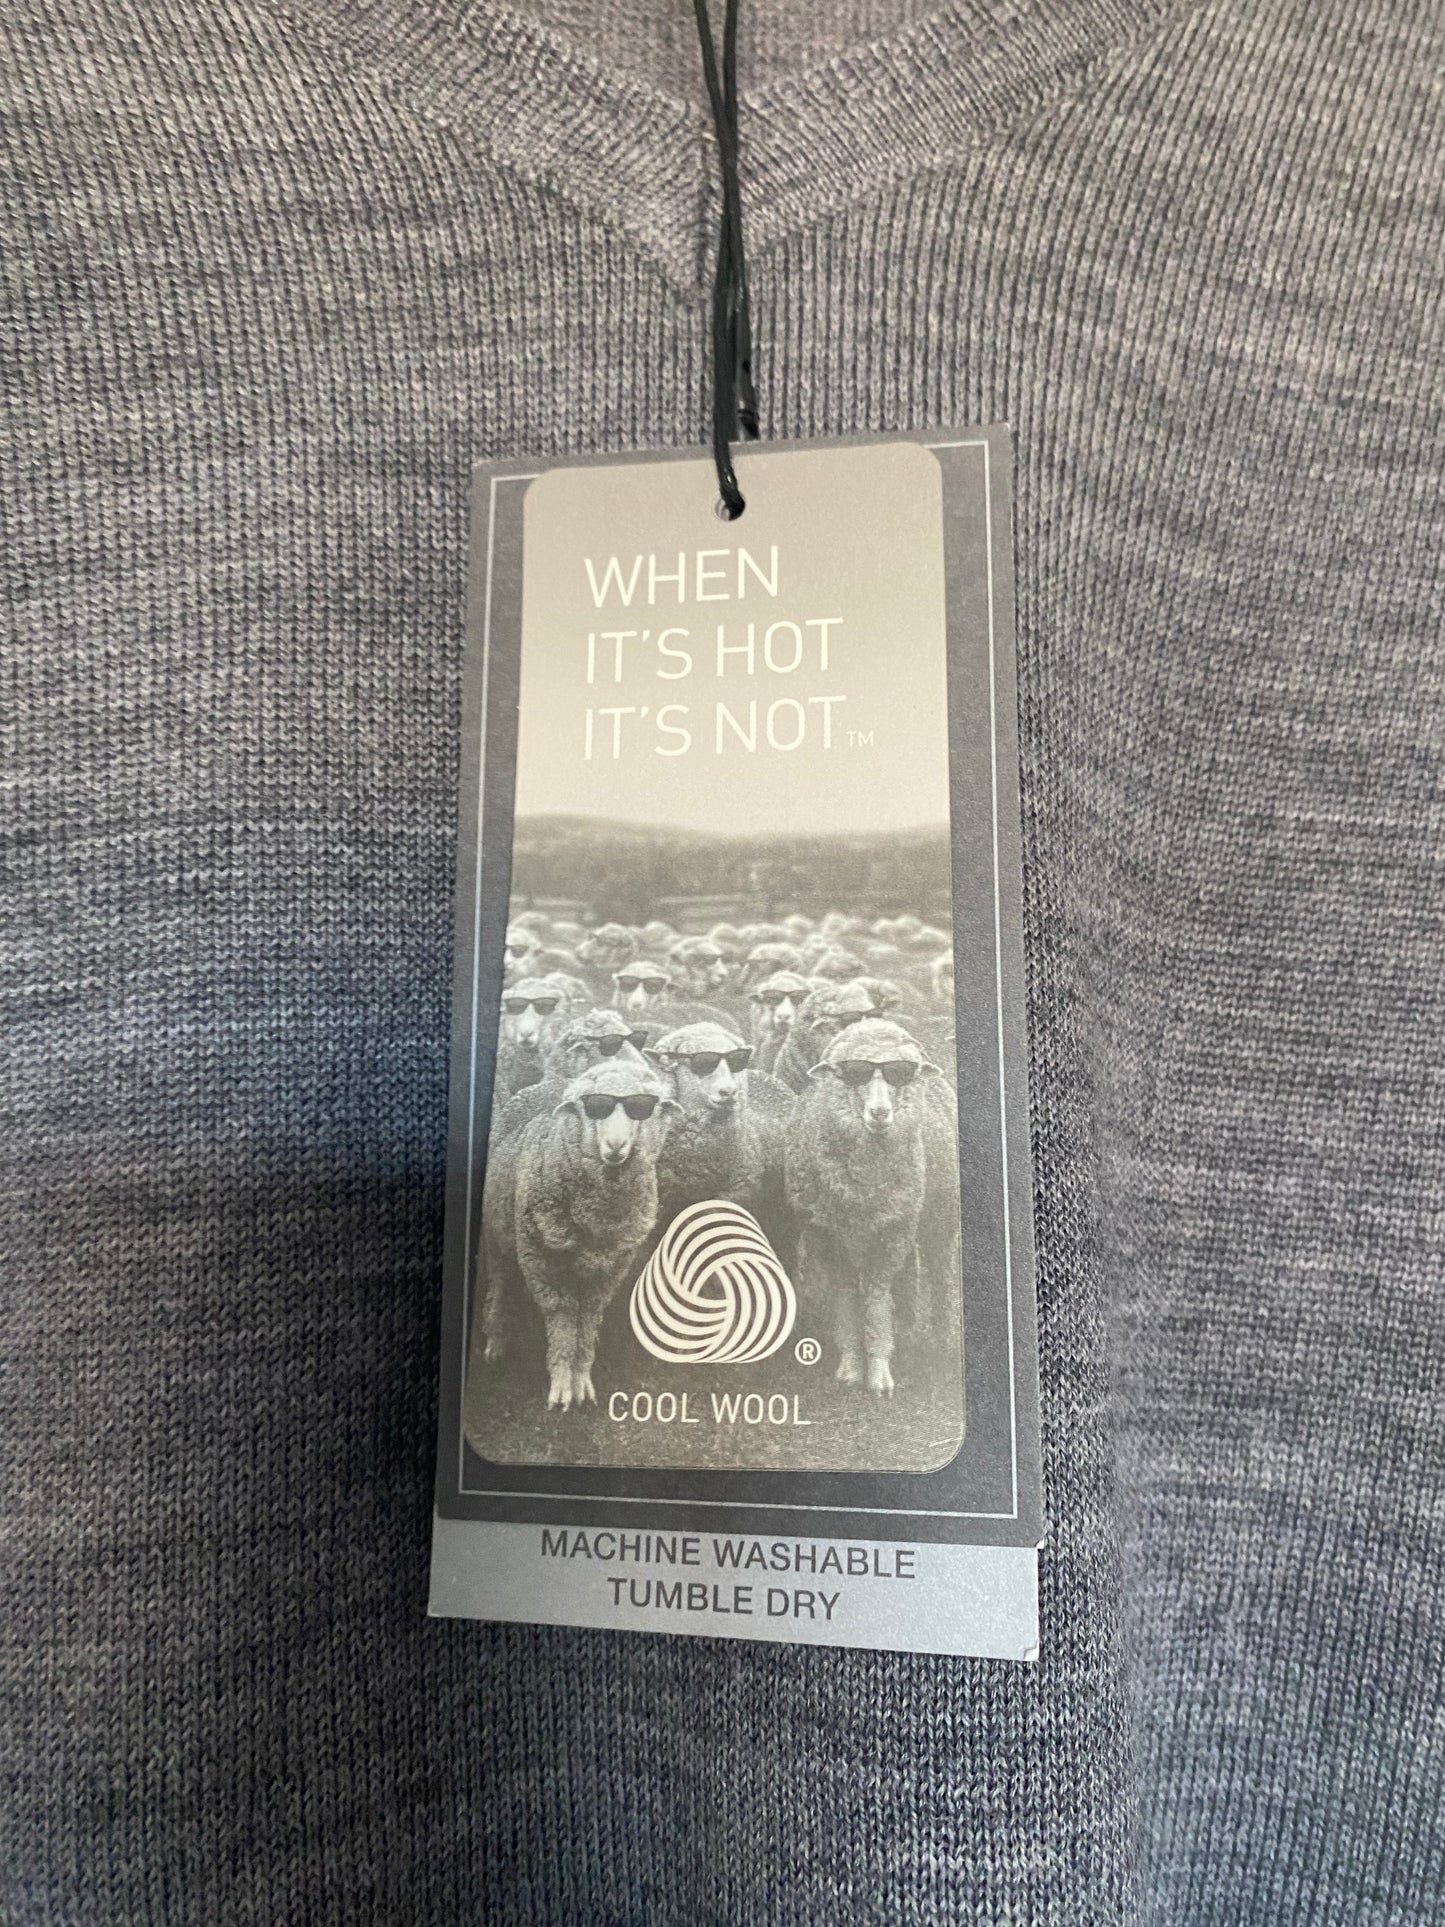 WHEN
IT'S HOT
IT'S NOT™
®
COOL WOOL
MACHINE WASHABLE
TUMBLE DRY